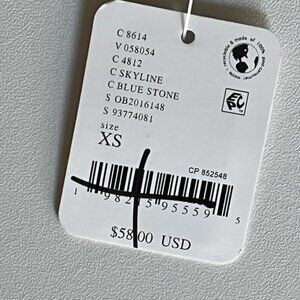 C 8614
V 058054
C 4812
C SKYLINE
C BLUE STONE
S OB2016148
S 93774081
size
XS
CP 852548
$58.00 USD